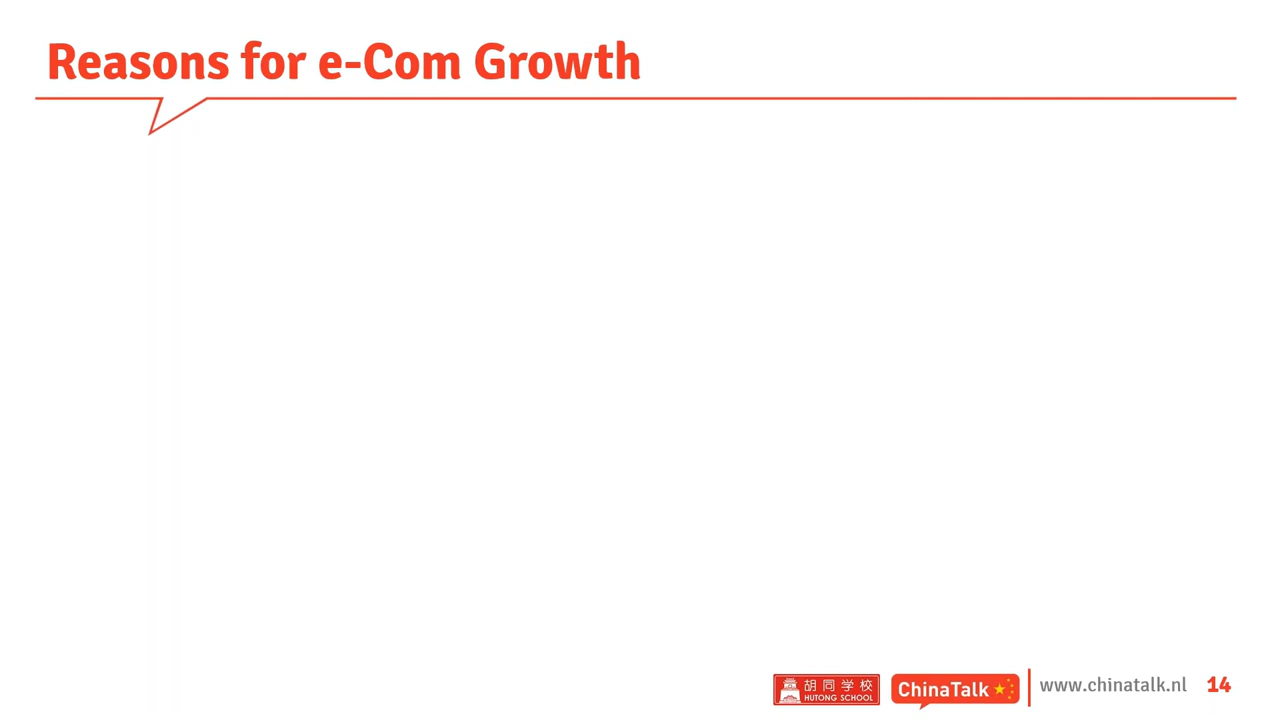 Reasons for e-Com Growth
胡同学校
HUTONG SCHOOL
ChinaTalk
www.chinatalk.nl
14